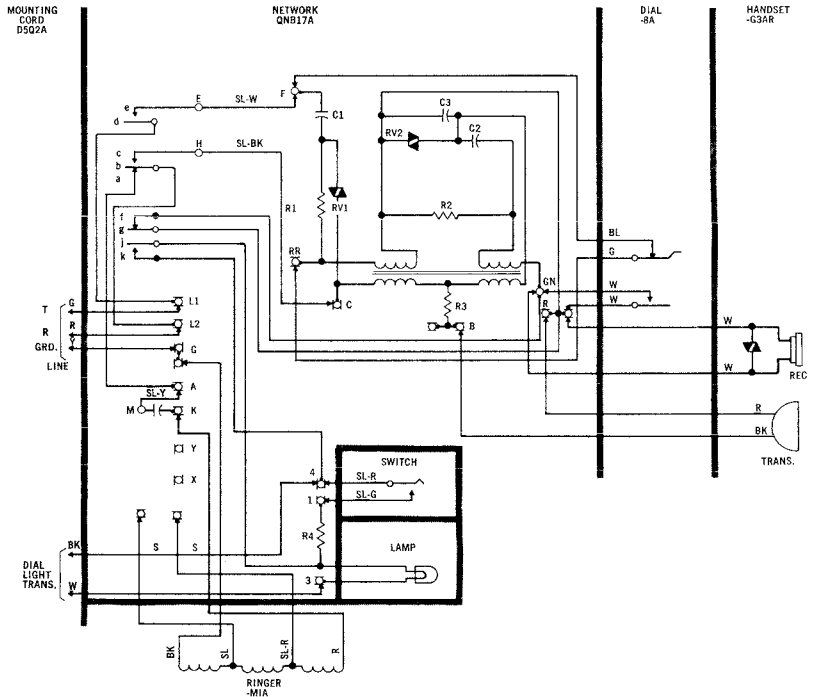 MOUNTING
CORD
D5Q2A
NETWORK
QNB17A
DIAL
-8A
HANDSET
-G3AR
e
d
E
SL-W
F
C1
C3
RV2
C2
c
b
a
H
SL-BK
R1
RV1
R2
f
g
j
k
RR
C
R3
B
GN
R
BL
G
W
W
T
G
R
R
GRD.
Y
LINE
L1
L2
G
A
SL-Y
M
K
Y
X
W
W
REC
R
BK
TRANS.
4
SWITCH
SL-R
1
SL-G
R4
LAMP
3
BK
S
S
DIAL
LIGHT
TRANS.
W
BK
SL
SL-R
R
RINGER
-M1A